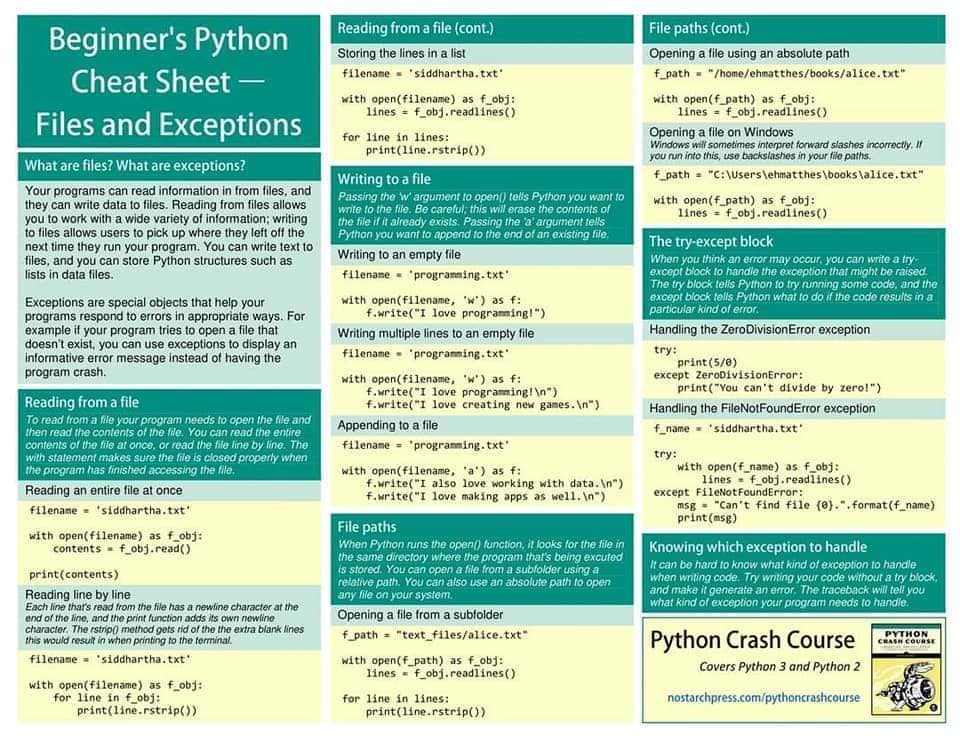 Beginner's Python
Cheat Sheet —
Files and Exceptions
What are files? What are exceptions?
Your programs can read information in from files, and
they can write data to files. Reading from files allows
you to work with a wide variety of information; writing
to files allows users to pick up where they left off the
next time they run your program. You can write text to
files, and you can store Python structures such as
lists in data files.
Exceptions are special objects that help your
programs respond to errors in appropriate ways. For
example if your program tries to open a file that
doesn't exist, you can use exceptions to display an
informative error message instead of having the
program crash.
Reading from a file
To read from a file your program needs to open the file and
then read the contents of the file. You can read the entire
contents of the file at once, or read the file line by line. The
with statement makes sure the file is closed properly when
the program has finished accessing the file.
Reading an entire file at once
filename = 'siddhartha.txt'
with open(filename) as f_obj:
    contents = f_obj.read()
print(contents)
Reading line by line
Each line that's read from the file has a newline character at the
end of the line, and the print function adds its own newline
character. The rstrip() method gets rid of the the extra blank lines
this would result in when printing to the terminal.
filename = 'siddhartha.txt'
with open(filename) as f_obj:
    for line in f_obj:
        print(line.rstrip())
Reading from a file (cont.)
Storing the lines in a list
filename = 'siddhartha.txt'
with open(filename) as f_obj:
    lines = f_obj.readlines()
for line in lines:
    print(line.rstrip())
Writing to a file
Passing the 'w' argument to open() tells Python you want to
write to the file. Be careful; this will erase the contents of
the file if it already exists. Passing the 'a' argument tells
Python you want to append to the end of an existing file.
Writing to an empty file
filename = 'programming.txt'
with open(filename, 'w') as f:
    f.write("I love programming!")
Writing multiple lines to an empty file
filename = 'programming.txt'
with open(filename, 'w') as f:
    f.write("I love programming!\n")
    f.write("I love creating new games.\n")
Appending to a file
filename = 'programming.txt'
with open(filename, 'a') as f:
    f.write("I also love working with data.\n")
    f.write("I love making apps as well.\n")
File paths
When Python runs the open() function, it looks for the file in
the same directory where the program that's being excuted
is stored. You can open a file from a subfolder using a
relative path. You can also use an absolute path to open
any file on your system.
Opening a file from a subfolder
f_path = "text_files/alice.txt"
with open(f_path) as f_obj:
    lines = f_obj.readlines()
for line in lines:
    print(line.rstrip())
File paths (cont.)
Opening a file using an absolute path
f_path = "/home/ehmatthes/books/alice.txt"
with open(f_path) as f_obj:
    lines = f_obj.readlines()
Opening a file on Windows
Windows will sometimes interpret forward slashes incorrectly. If
you run into this, use backslashes in your file paths.
f_path = "C:\Users\ehmatthes\books\alice.txt"
with open(f_path) as f_obj:
    lines = f_obj.readlines()
The try-except block
When you think an error may occur, you can write a try-
except block to handle the exception that might be raised.
The try block tells Python to try running some code, and the
except block tells Python what to do if the code results in a
particular kind of error.
Handling the ZeroDivisionError exception
try:
    print(5/0)
except ZeroDivisionError:
    print("You can't divide by zero!")
Handling the FileNotFoundError exception
f_name = 'siddhartha.txt'
try:
    with open(f_name) as f_obj:
        lines = f_obj.readlines()
except FileNotFoundError:
    msg = "Can't find file {0}.".format(f_name)
    print(msg)
Knowing which exception to handle
It can be hard to know what kind of exception to handle
when writing code. Try writing your code without a try block,
and make it generate an error. The traceback will tell you
what kind of exception your program needs to handle.
Python Crash Course
Covers Python 3 and Python 2
nostarchpress.com/pythoncrashcourse
PYTHON
CRASH COURSE